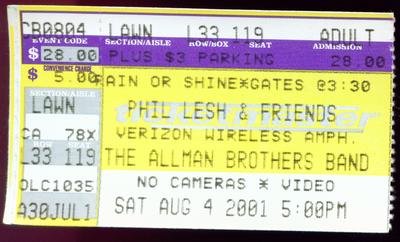 CB0804 LAWN L33 119 ADULT
EVENT CODE SECTION/AISLE ROW/BOX SEAT ADMISSION
$ 28.00 PLUS $3 PARKING 28.00
CONVENIENCE CHARGE
$ 5.00 RAIN OR SHINE*GATES @3:30
SECTION/AISLE
LAWN PHIL LESH & FRIENDS
CA 78X VERIZON WIRELESS AMPH.
ROW SEAT
L33 119 THE ALLMAN BROTHERS BAND
OLC1035 NO CAMERAS * VIDEO
A30JUL1 SAT AUG 4 2001 5:00PM